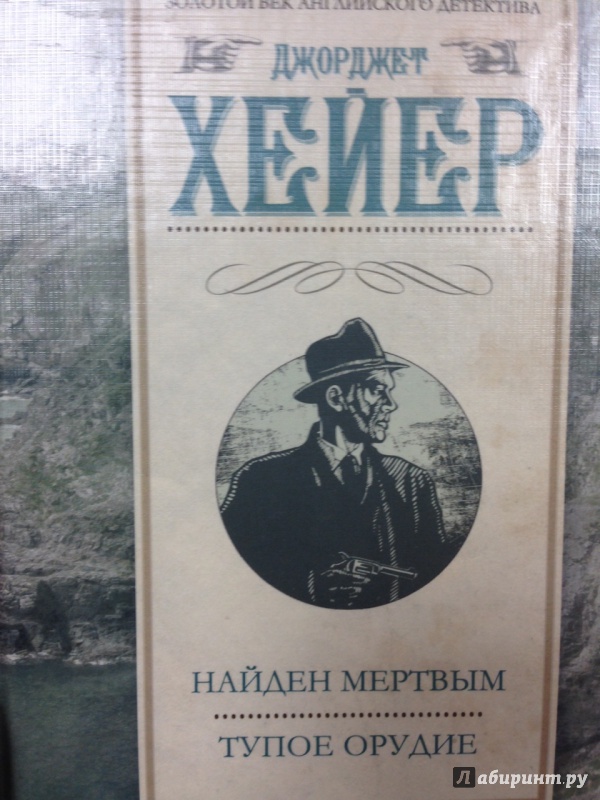 ЗОЛОТОЙ ВЕК АНГЛИЙСКОГО ДЕТЕКТИВА
ДЖОРДЖЕТ
ХЕЙЕР
НАЙДЕН МЕРТВЫМ
ТУПОЕ ОРУДИЕ
Лабиринт.ру